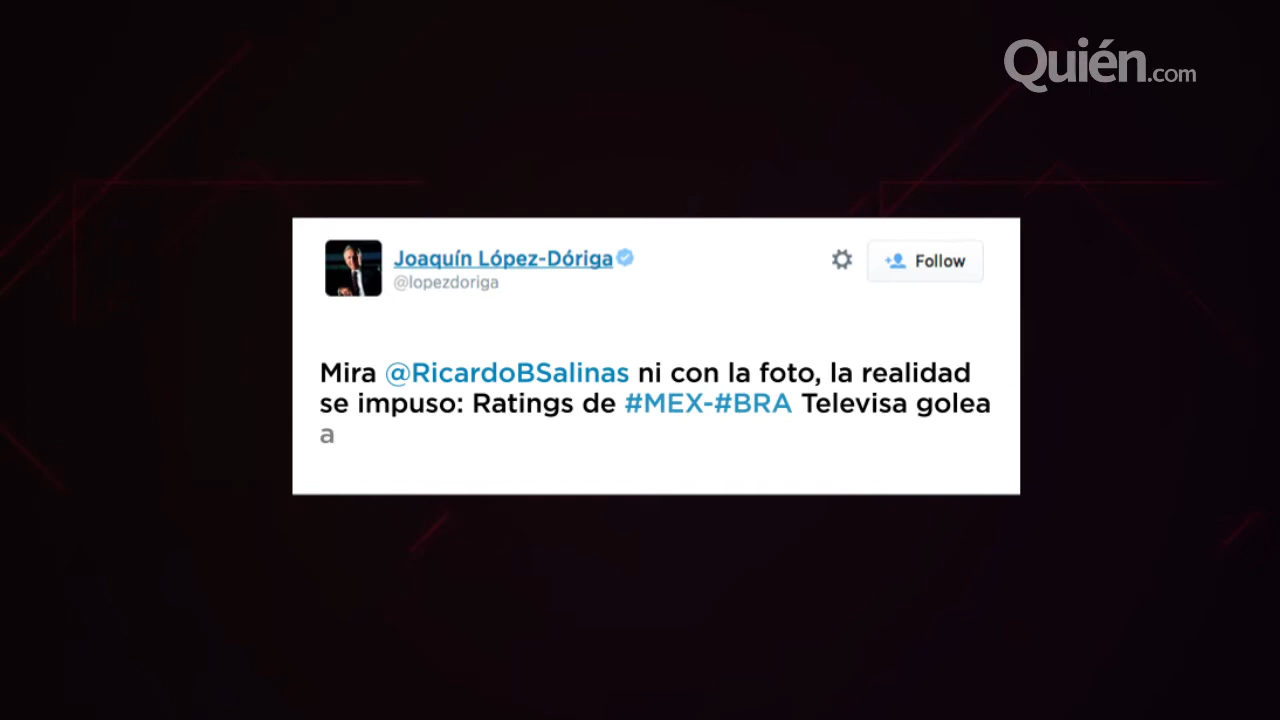 Quién.com
Joaquín López-Dóriga
Follow
@lopezdoriga
Mira @RicardoBSalinas ni con la foto, la realidad
se impuso: Ratings de #MEX-#BRA Televisa golea
a